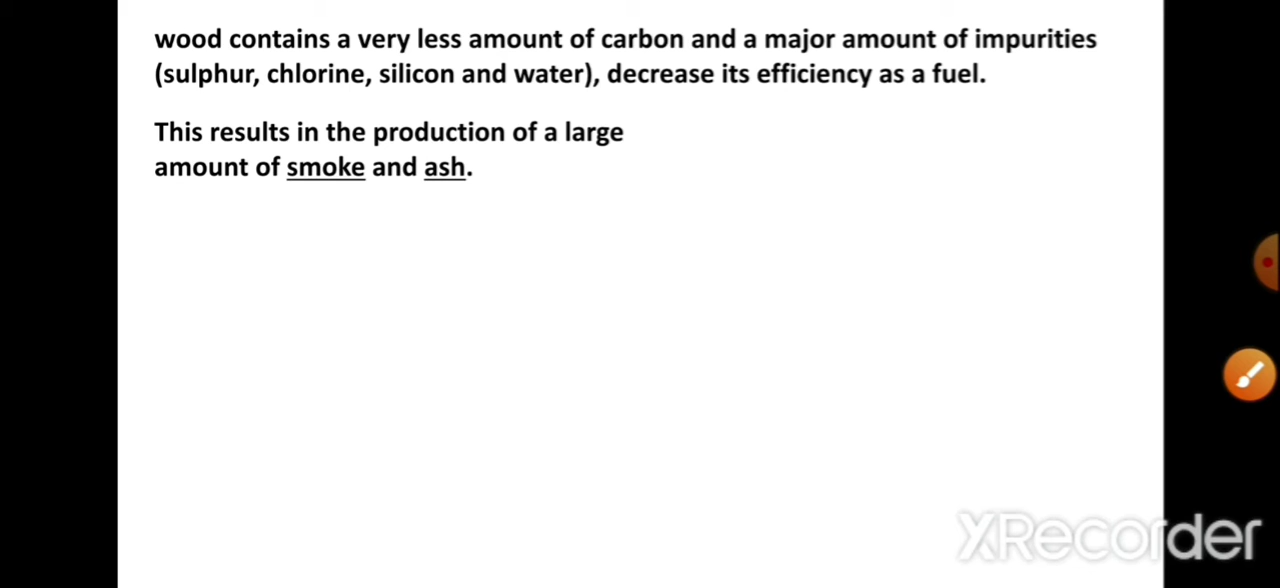 wood contains a very less amount of carbon and a major amount of impurities
(sulphur, chlorine, silicon and water), decrease its efficiency as a fuel.
This results in the production of a large
amount of smoke and ash.
XRecorder